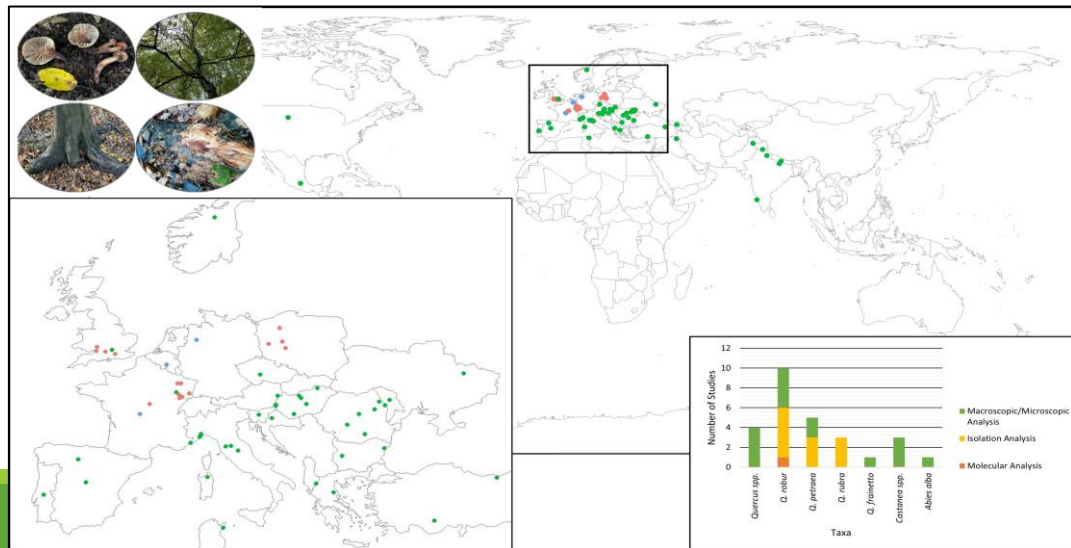 12
10
8
6
4
2
0
Number of Studies
Quercus spp.
Q. robur
Q. petraea
Q. rubra
Q. frainetto
Castanea spp.
Abies alba
Taxa
Macroscopic/Microscopic
Analysis
Isolation Analysis
Molecular Analysis